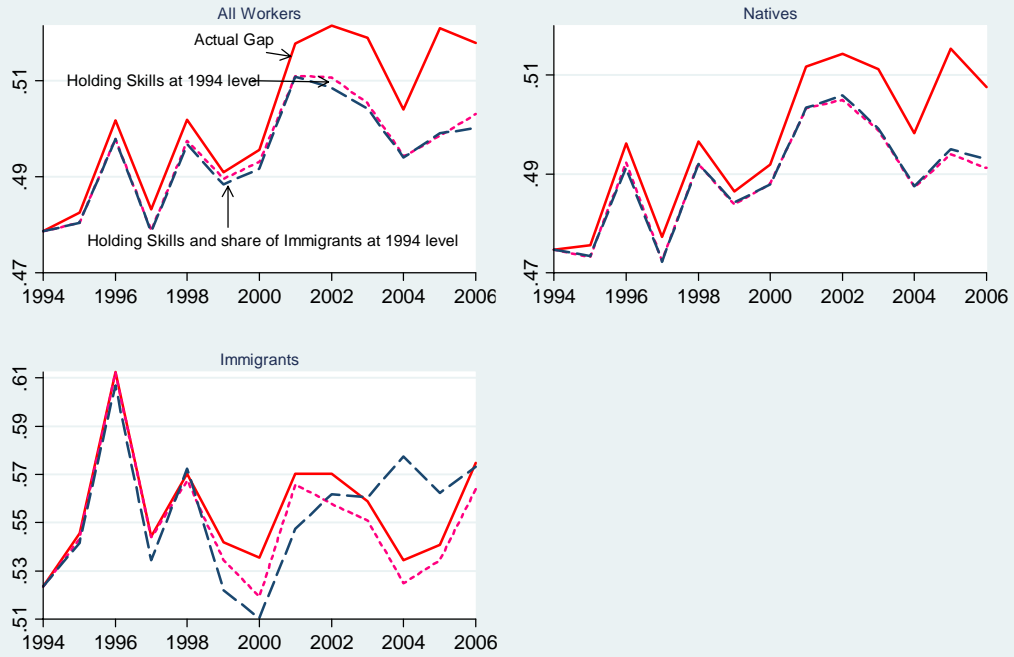 All Workers
Actual Gap
Holding Skills at 1994 level
Holding Skills and share of Immigrants at 1994 level
.51
.49
.47
1994 1996 1998 2000 2002 2004 2006
Natives
.51
.49
.47
1994 1996 1998 2000 2002 2004 2006
Immigrants
.61
.59
.57
.55
.53
.51
1994 1996 1998 2000 2002 2004 2006